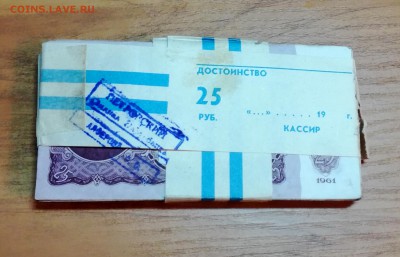 COINS.LAVE.RU
ДОСТОИНСТВО
25
РУБ.
"..." ..... 19 г.
КАССИР
1961